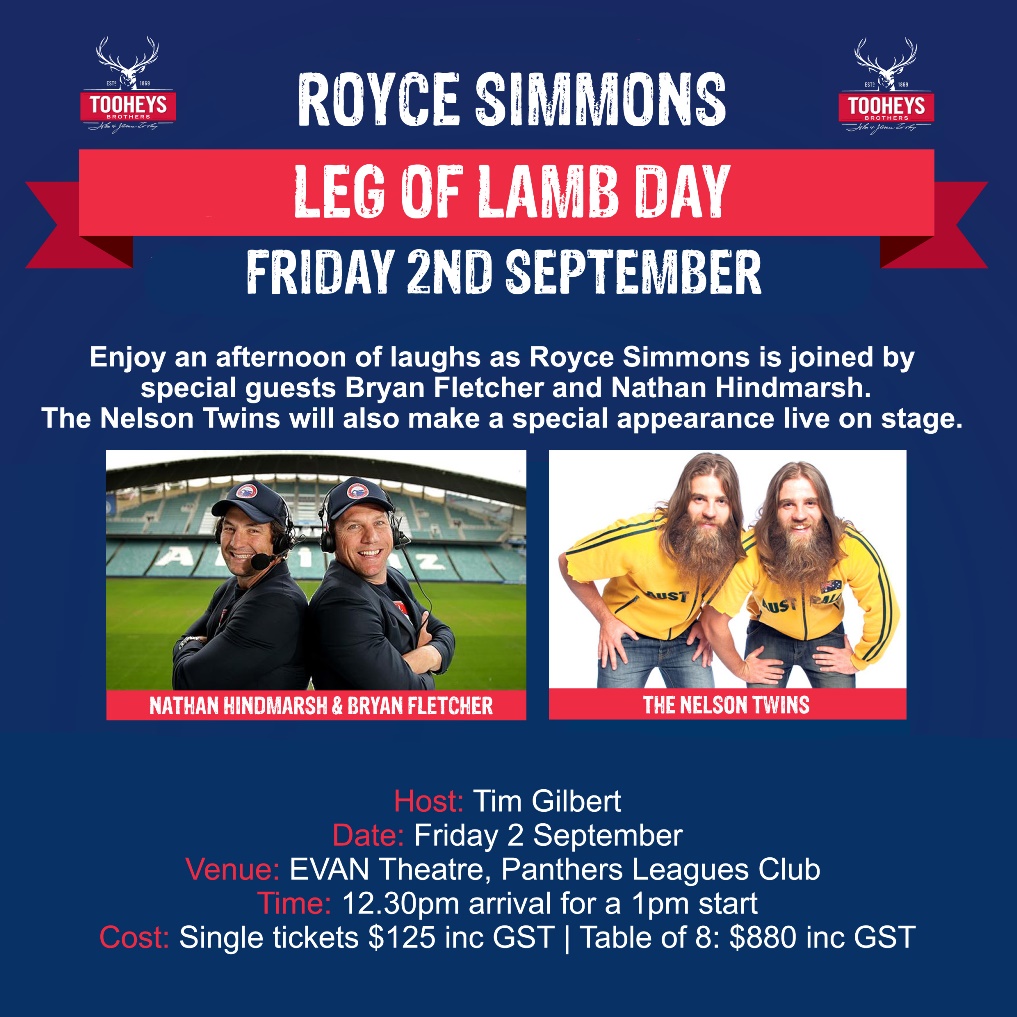 ESTD 1869
TOOHEYS
BROTHERS
ESTD 1869
TOOHEYS
BROTHERS
ROYCE SIMMONS
LEG OF LAMB DAY
FRIDAY 2ND SEPTEMBER
Enjoy an afternoon of laughs as Royce Simmons is joined by
special guests Bryan Fletcher and Nathan Hindmarsh.
The Nelson Twins will also make a special appearance live on stage.
AUST
AUST
NATHAN HINDMARSH & BRYAN FLETCHER
THE NELSON TWINS
Host: Tim Gilbert
Date: Friday 2 September
Venue: EVAN Theatre, Panthers Leagues Club
Time: 12.30pm arrival for a 1pm start
Cost: Single tickets $125 inc GST | Table of 8: $880 inc GST